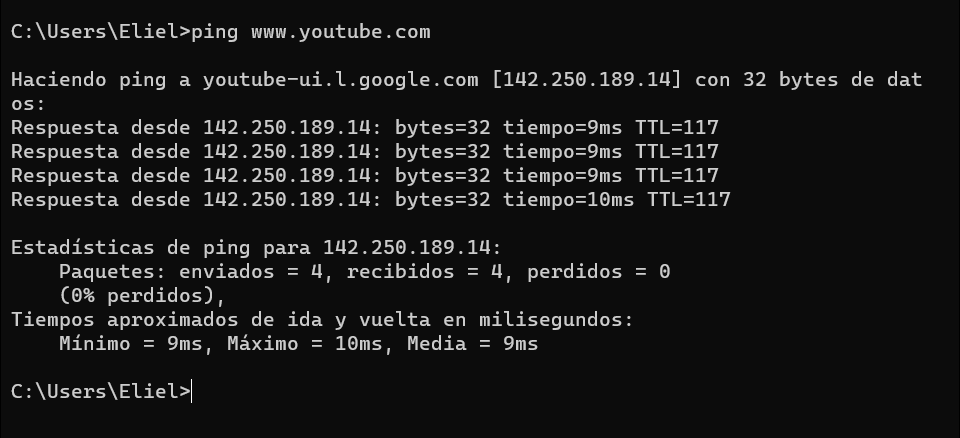 C:\Users\Eliel>ping www.youtube.com
Haciendo ping a youtube-ui.l.google.com [142.250.189.14] con 32 bytes de dat
os:
Respuesta desde 142.250.189.14: bytes=32 tiempo=9ms TTL=117
Respuesta desde 142.250.189.14: bytes=32 tiempo=9ms TTL=117
Respuesta desde 142.250.189.14: bytes=32 tiempo=9ms TTL=117
Respuesta desde 142.250.189.14: bytes=32 tiempo=10ms TTL=117
Estadísticas de ping para 142.250.189.14:
    Paquetes: enviados = 4, recibidos = 4, perdidos = 0
    (0% perdidos),
Tiempos aproximados de ida y vuelta en milisegundos:
    Mínimo = 9ms, Máximo = 10ms, Media = 9ms
C:\Users\Eliel>